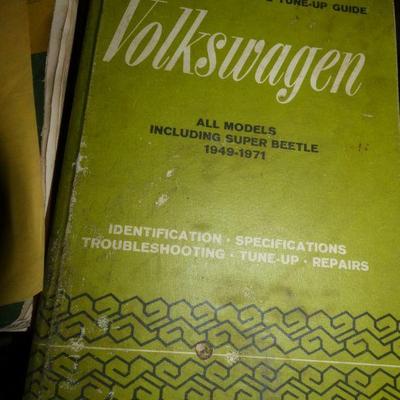 TUNE-UP GUIDE
Volkswagen
ALL MODELS
INCLUDING SUPER BEETLE
1949-1971
IDENTIFICATION · SPECIFICATIONS
TROUBLESHOOTING · TUNE-UP · REPAIRS